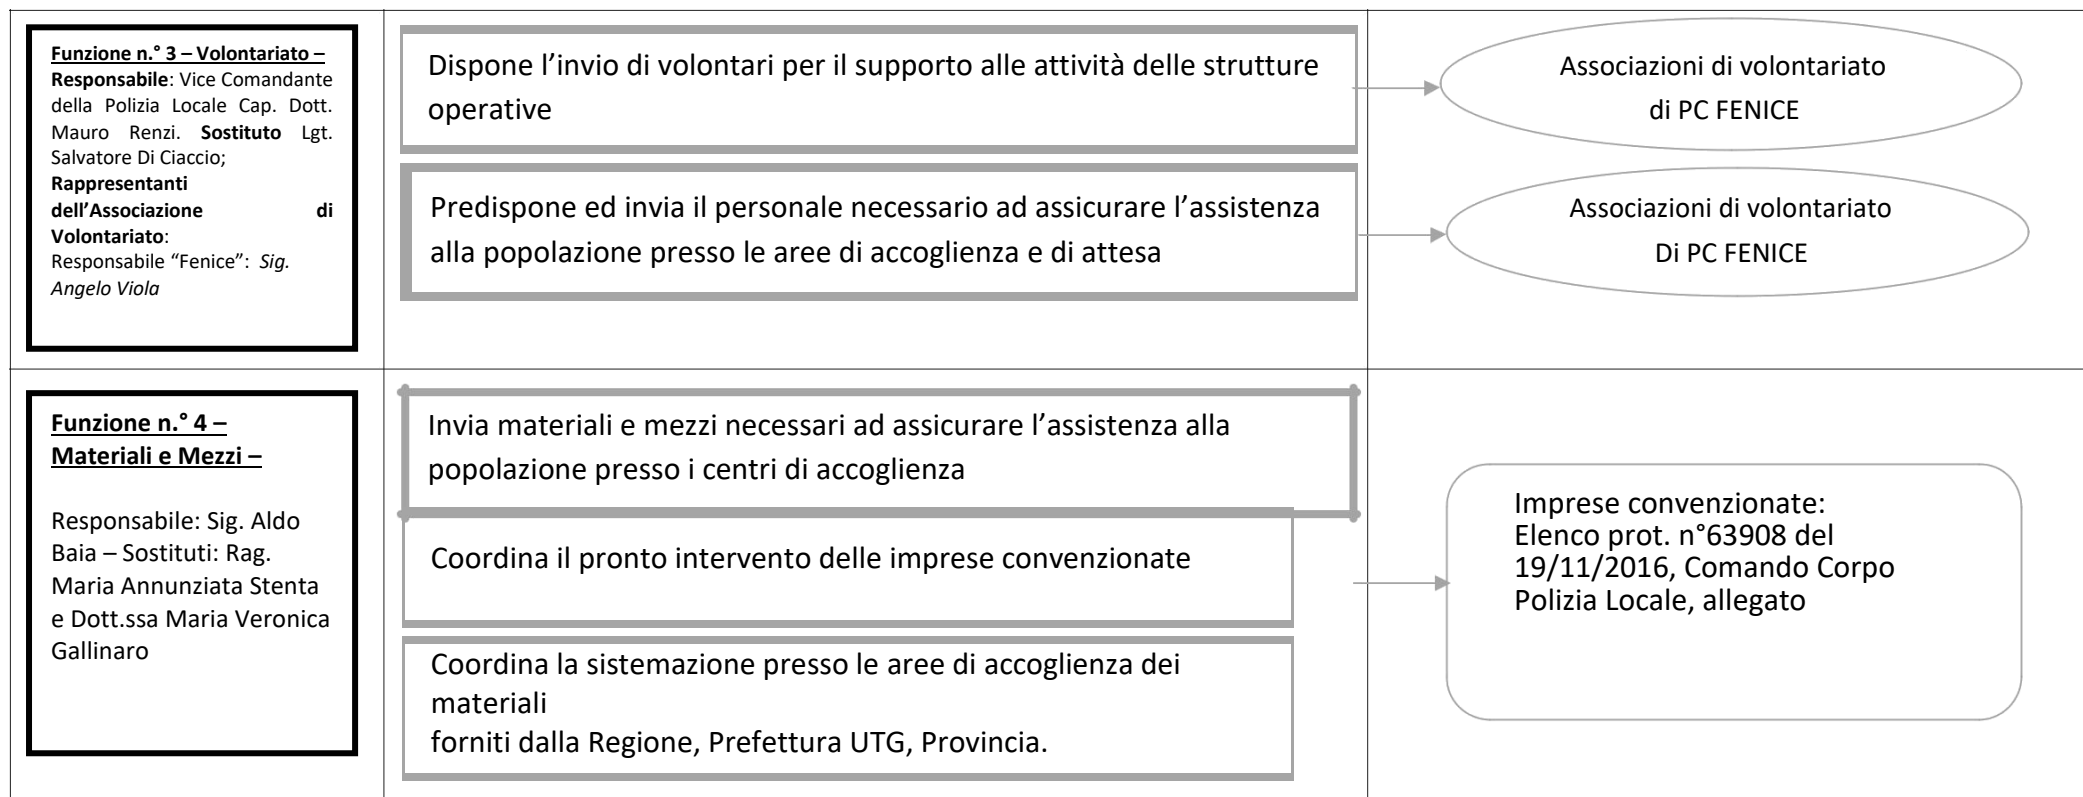 Funzione n.° 3 – Volontariato –
Responsabile: Vice Comandante
della Polizia Locale Cap. Dott.
Mauro Renzi. Sostituto Lgt.
Salvatore Di Ciaccio;
Rappresentanti
dell’Associazione di
Volontariato:
Responsabile “Fenice”: Sig.
Angelo Viola
Dispone l’invio di volontari per il supporto alle attività delle strutture
operative
Associazioni di volontariato
di PC FENICE
Predispone ed invia il personale necessario ad assicurare l’assistenza
alla popolazione presso le aree di accoglienza e di attesa
Associazioni di volontariato
Di PC FENICE
Funzione n.° 4 –
Materiali e Mezzi –
Responsabile: Sig. Aldo
Baia – Sostituti: Rag.
Maria Annunziata Stenta
e Dott.ssa Maria Veronica
Gallinaro
Invia materiali e mezzi necessari ad assicurare l’assistenza alla
popolazione presso i centri di accoglienza
Coordina il pronto intervento delle imprese convenzionate
Coordina la sistemazione presso le aree di accoglienza dei
materiali
forniti dalla Regione, Prefettura UTG, Provincia.
Imprese convenzionate:
Elenco prot. n°63908 del
19/11/2016, Comando Corpo
Polizia Locale, allegato